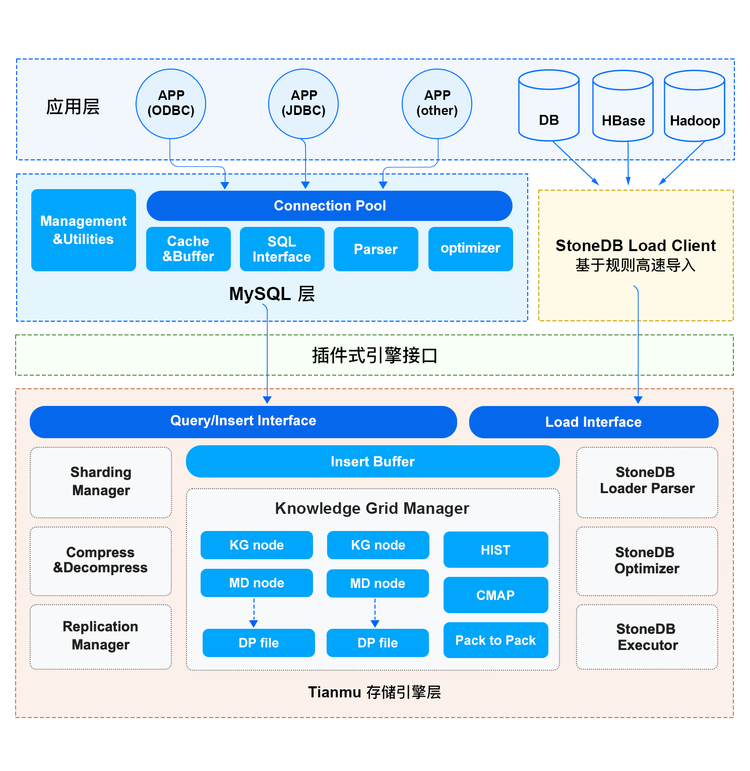 应用层
APP
(ODBC)
APP
(JDBC)
APP
(other)
DB
HBase
Hadoop
Management
&Utilities
Connection Pool
Cache
&Buffer
SQL
Interface
Parser
optimizer
MySQL 层
StoneDB Load Client
基于规则高速导入
插件式引擎接口
Query/Insert Interface
Load Interface
Sharding
Manager
Compress
&Decompress
Replication
Manager
Insert Buffer
Knowledge Grid Manager
KG node
KG node
HIST
MD node
MD node
CMAP
DP file
DP file
Pack to Pack
StoneDB
Loader Parser
StoneDB
Optimizer
StoneDB
Executor
Tianmu 存储引擎层